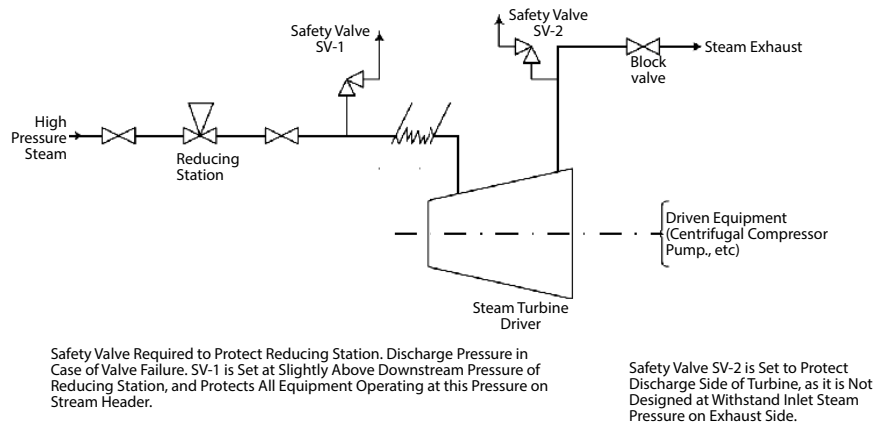 Safety Valve
SV-1
Safety Valve
SV-2
Steam Exhaust
Block
valve
High
Pressure
Steam
Reducing
Station
Driven Equipment
(Centrifugal Compressor
Pump., etc)
Steam Turbine
Driver
Safety Valve Required to Protect Reducing Station. Discharge Pressure in
Case of Valve Failure. SV-1 is Set at Slightly Above Downstream Pressure of
Reducing Station, and Protects All Equipment Operating at this Pressure on
Stream Header.
Safety Valve SV-2 is Set to Protect
Discharge Side of Turbine, as it is Not
Designed at Withstand Inlet Steam
Pressure on Exhaust Side.